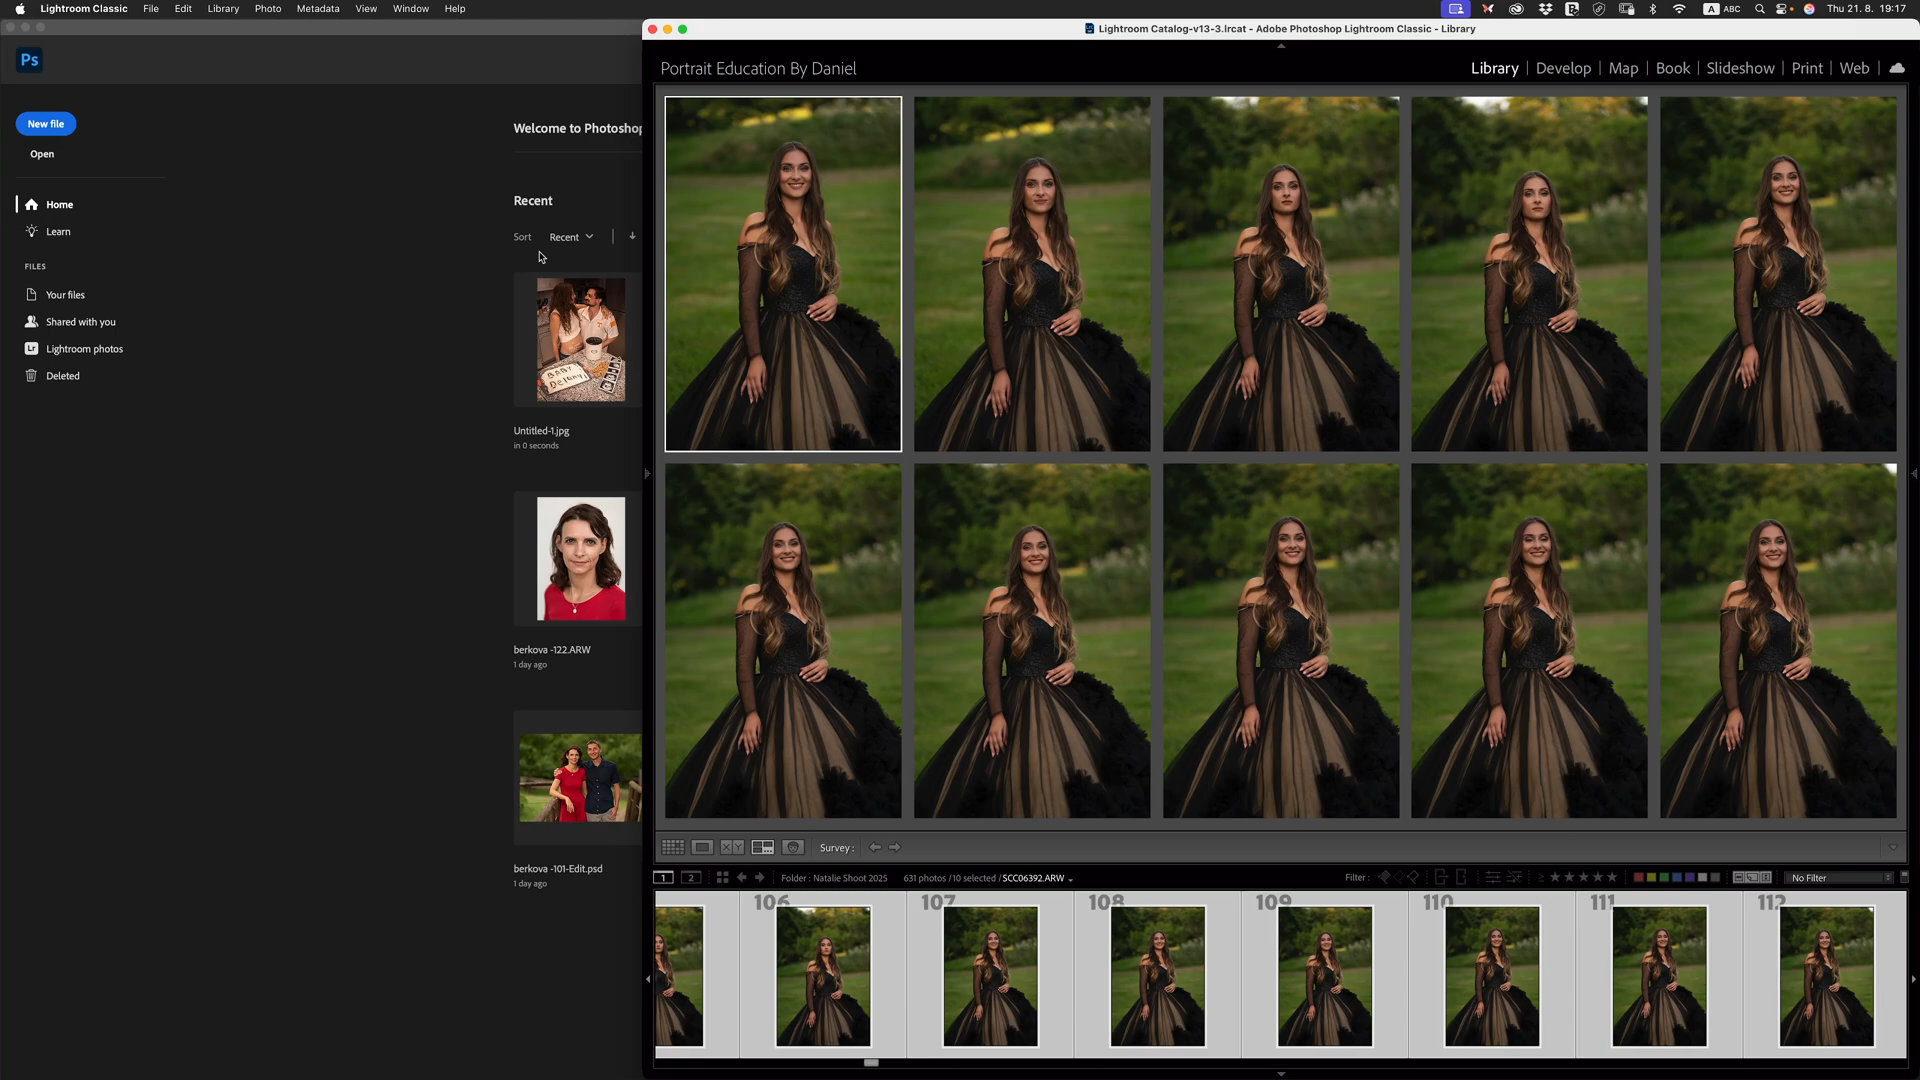 Lightroom Classic File Edit Library Photo Metadata View Window Help
A ABC Thu 21. 8. 19:17
Lightroom Catalog-v13-3.lrcat - Adobe Photoshop Lightroom Classic - Library
Ps
New file
Open
Home
Learn
FILES
Your files
Shared with you
Lr Lightroom photos
Deleted
Welcome to Photoshop
Recent
Sort Recent
BABY
Untitled-1.jpg
in 0 seconds
berkova -122.ARW
1 day ago
berkova -101-Edit.psd
1 day ago
Portrait Education By Daniel
Library | Develop | Map | Book | Slideshow | Print | Web
X Y Survey :
1 2 Folder : Natalie Shoot 2025 631 photos / 10 selected / SCC06392.ARW Filter : ≥ No Filter
106 107 108 109 110 111 112